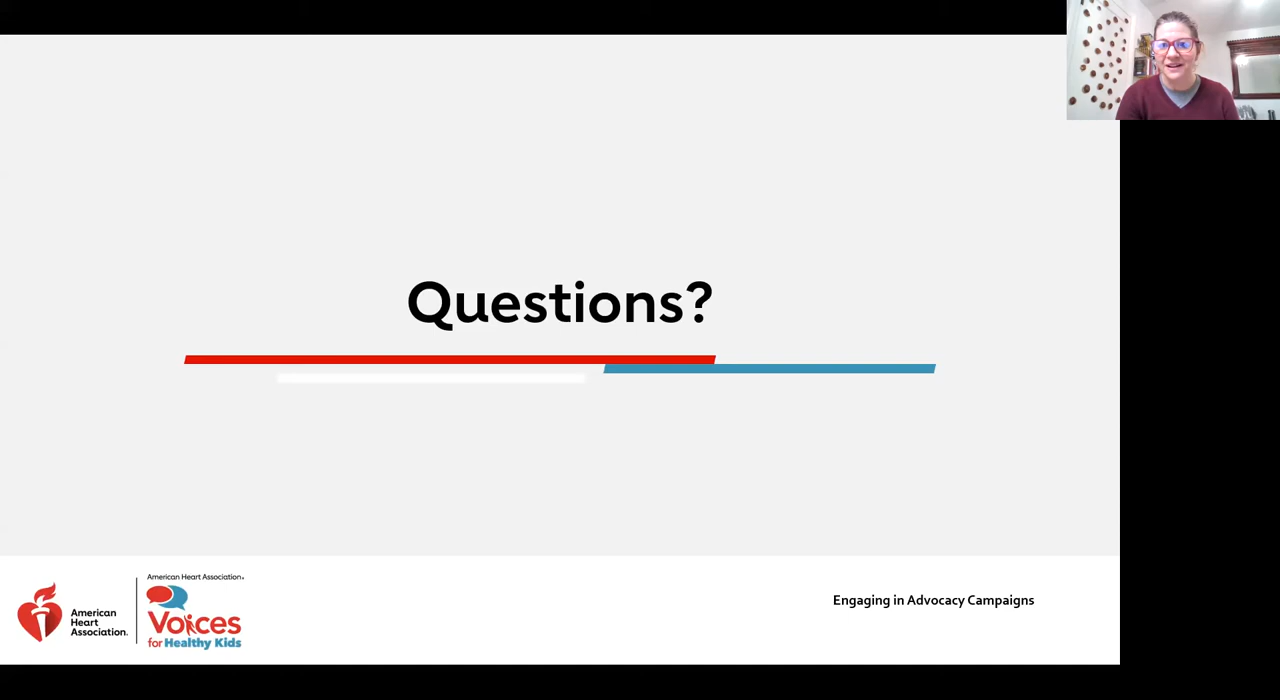 Questions?
American
Heart
Association.
American Heart Association.
Voices
for Healthy Kids
Engaging in Advocacy Campaigns